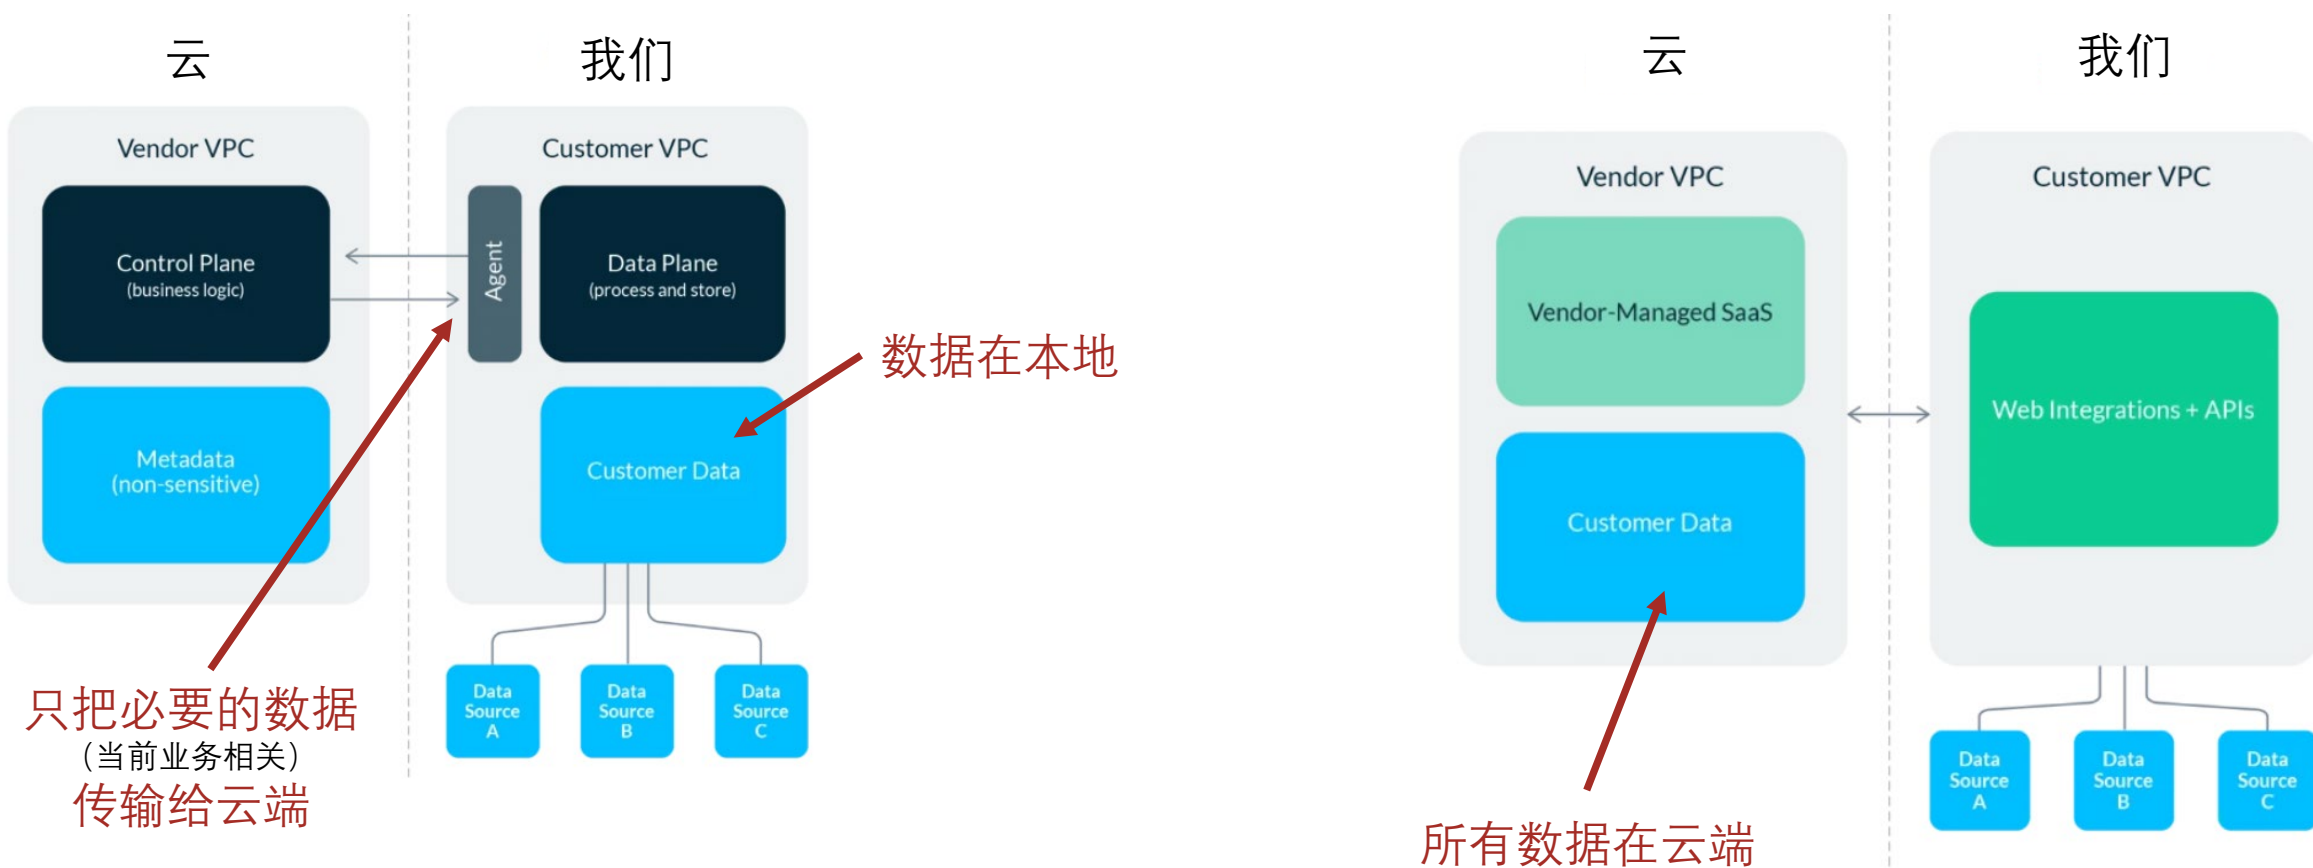 云
我们
Vendor VPC
Customer VPC
Control Plane
(business logic)
Agent
Data Plane
(process and store)
数据在本地
Metadata
(non-sensitive)
Customer Data
只把必要的数据
（当前业务相关）
传输给云端
Data
Source
A
Data
Source
B
Data
Source
C
云
我们
Vendor VPC
Customer VPC
Vendor-Managed SaaS
Web Integrations + APIs
Customer Data
所有数据在云端
Data
Source
A
Data
Source
B
Data
Source
C